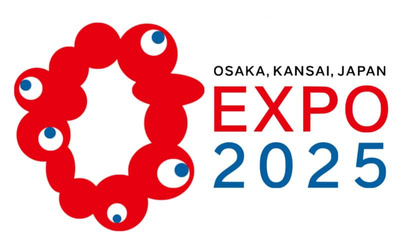 OSAKA, KANSAI, JAPAN
EXPO
2025